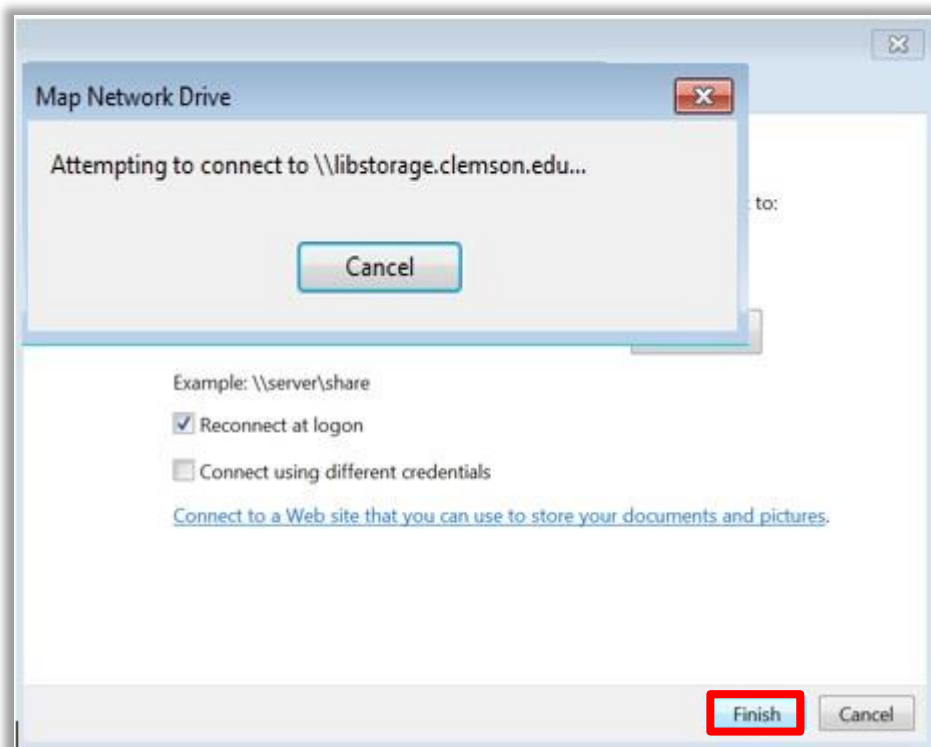 Map Network Drive
Attempting to connect to \\libstorage.clemson.edu...
Cancel
to:
Example: \\server\share
Reconnect at logon
Connect using different credentials
Connect to a Web site that you can use to store your documents and pictures.
Finish Cancel